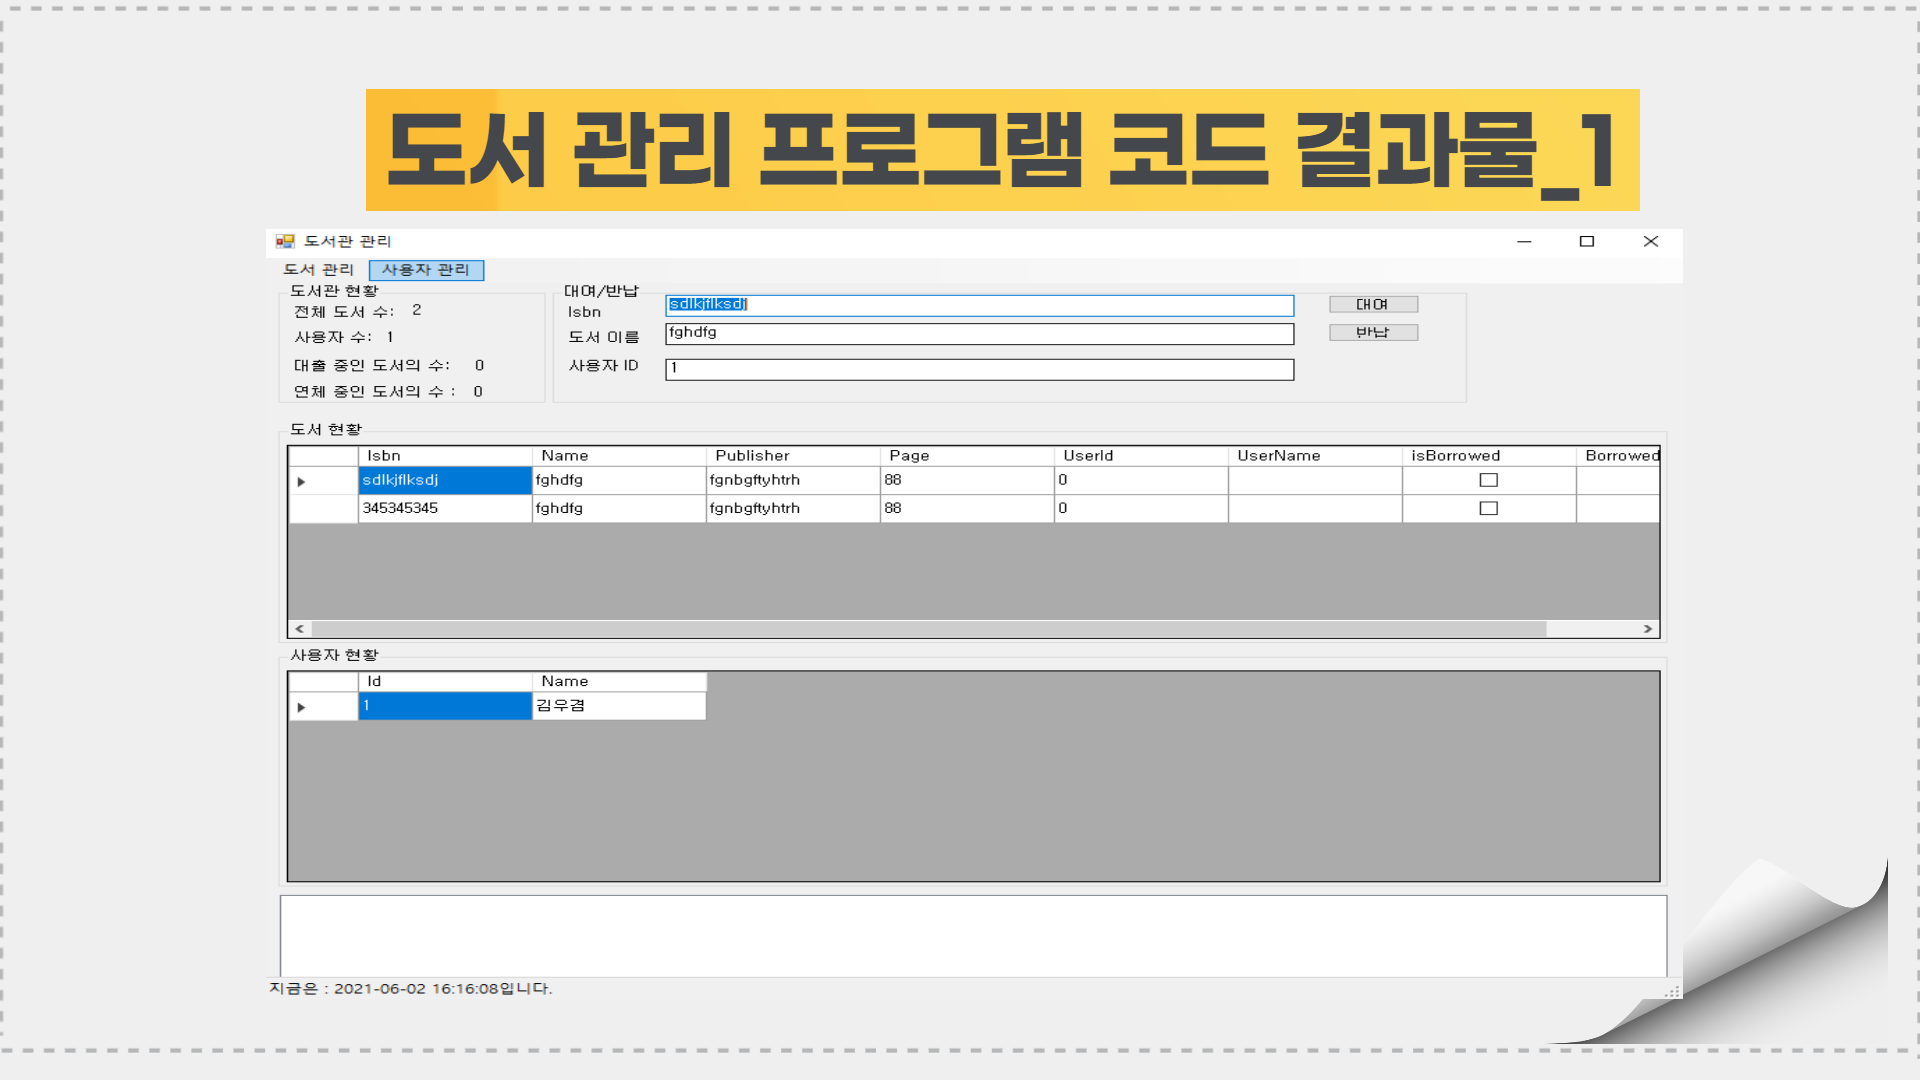 도서 관리 프로그램 코드 결과물_1
도서관 관리
도서 관리 사용자 관리
도서관 현황
전체 도서 수: 2
사용자 수: 1
대출 중인 도서의 수: 0
연체 중인 도서의 수 : 0
대여/반납
Isbn sdlkjflksdj 대여
도서 이름 fghdfg 반납
사용자 ID 1
도서 현황
Isbn Name Publisher Page UserId UserName isBorrowed Borrowed
sdlkjflksdj fghdfg fgnbgftyhtrh 88 0
345345345 fghdfg fgnbgftyhtrh 88 0
사용자 현황
Id Name
1 김우겸
지금은 : 2021-06-02 16:16:08입니다.